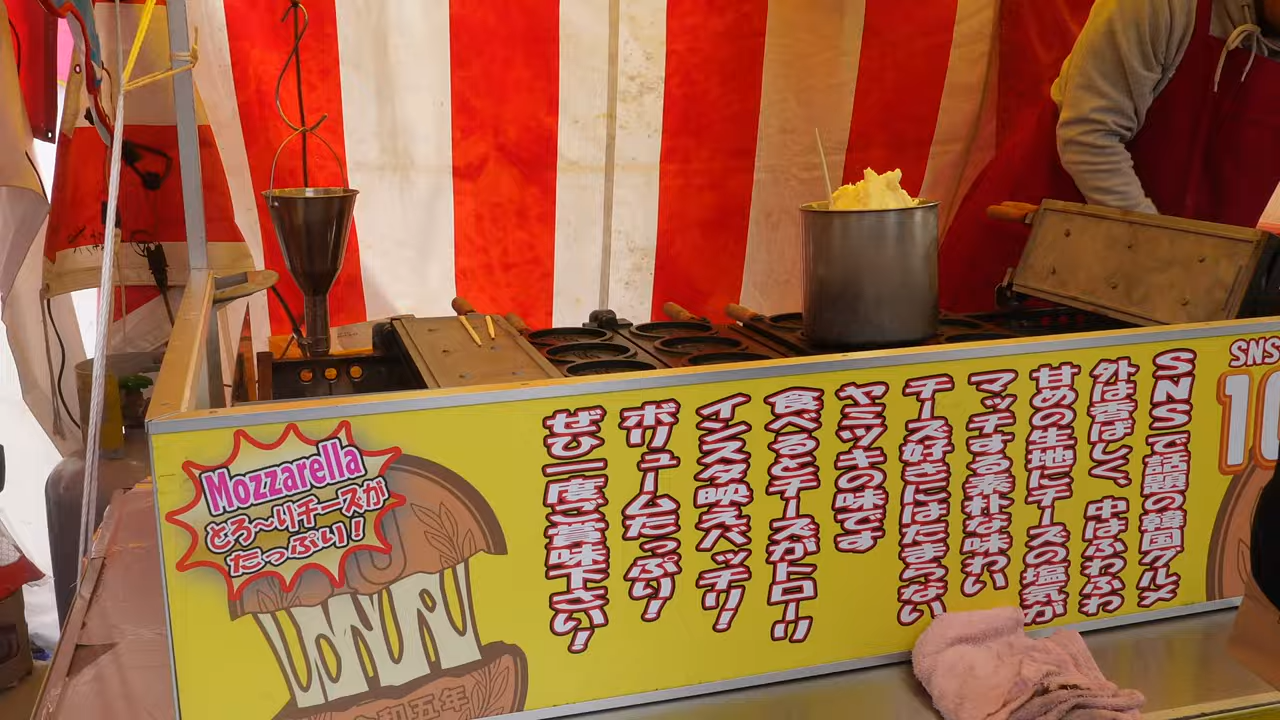 SNS
10
SNSで話題の韓国グルメ
外は香ばしく、中はふわふわ
甘めの生地にチーズの塩気が
マッチする素朴な味わい
チーズ好きにはたまらない
ヤミツキの味です
食べるとチーズがトローリ
インスタ映えバッチリ!
ボリュームたっぷり!
ぜひ一度ご賞味下さい!
Mozzarella
とろ〜りチーズが
たっぷり!
令和五年